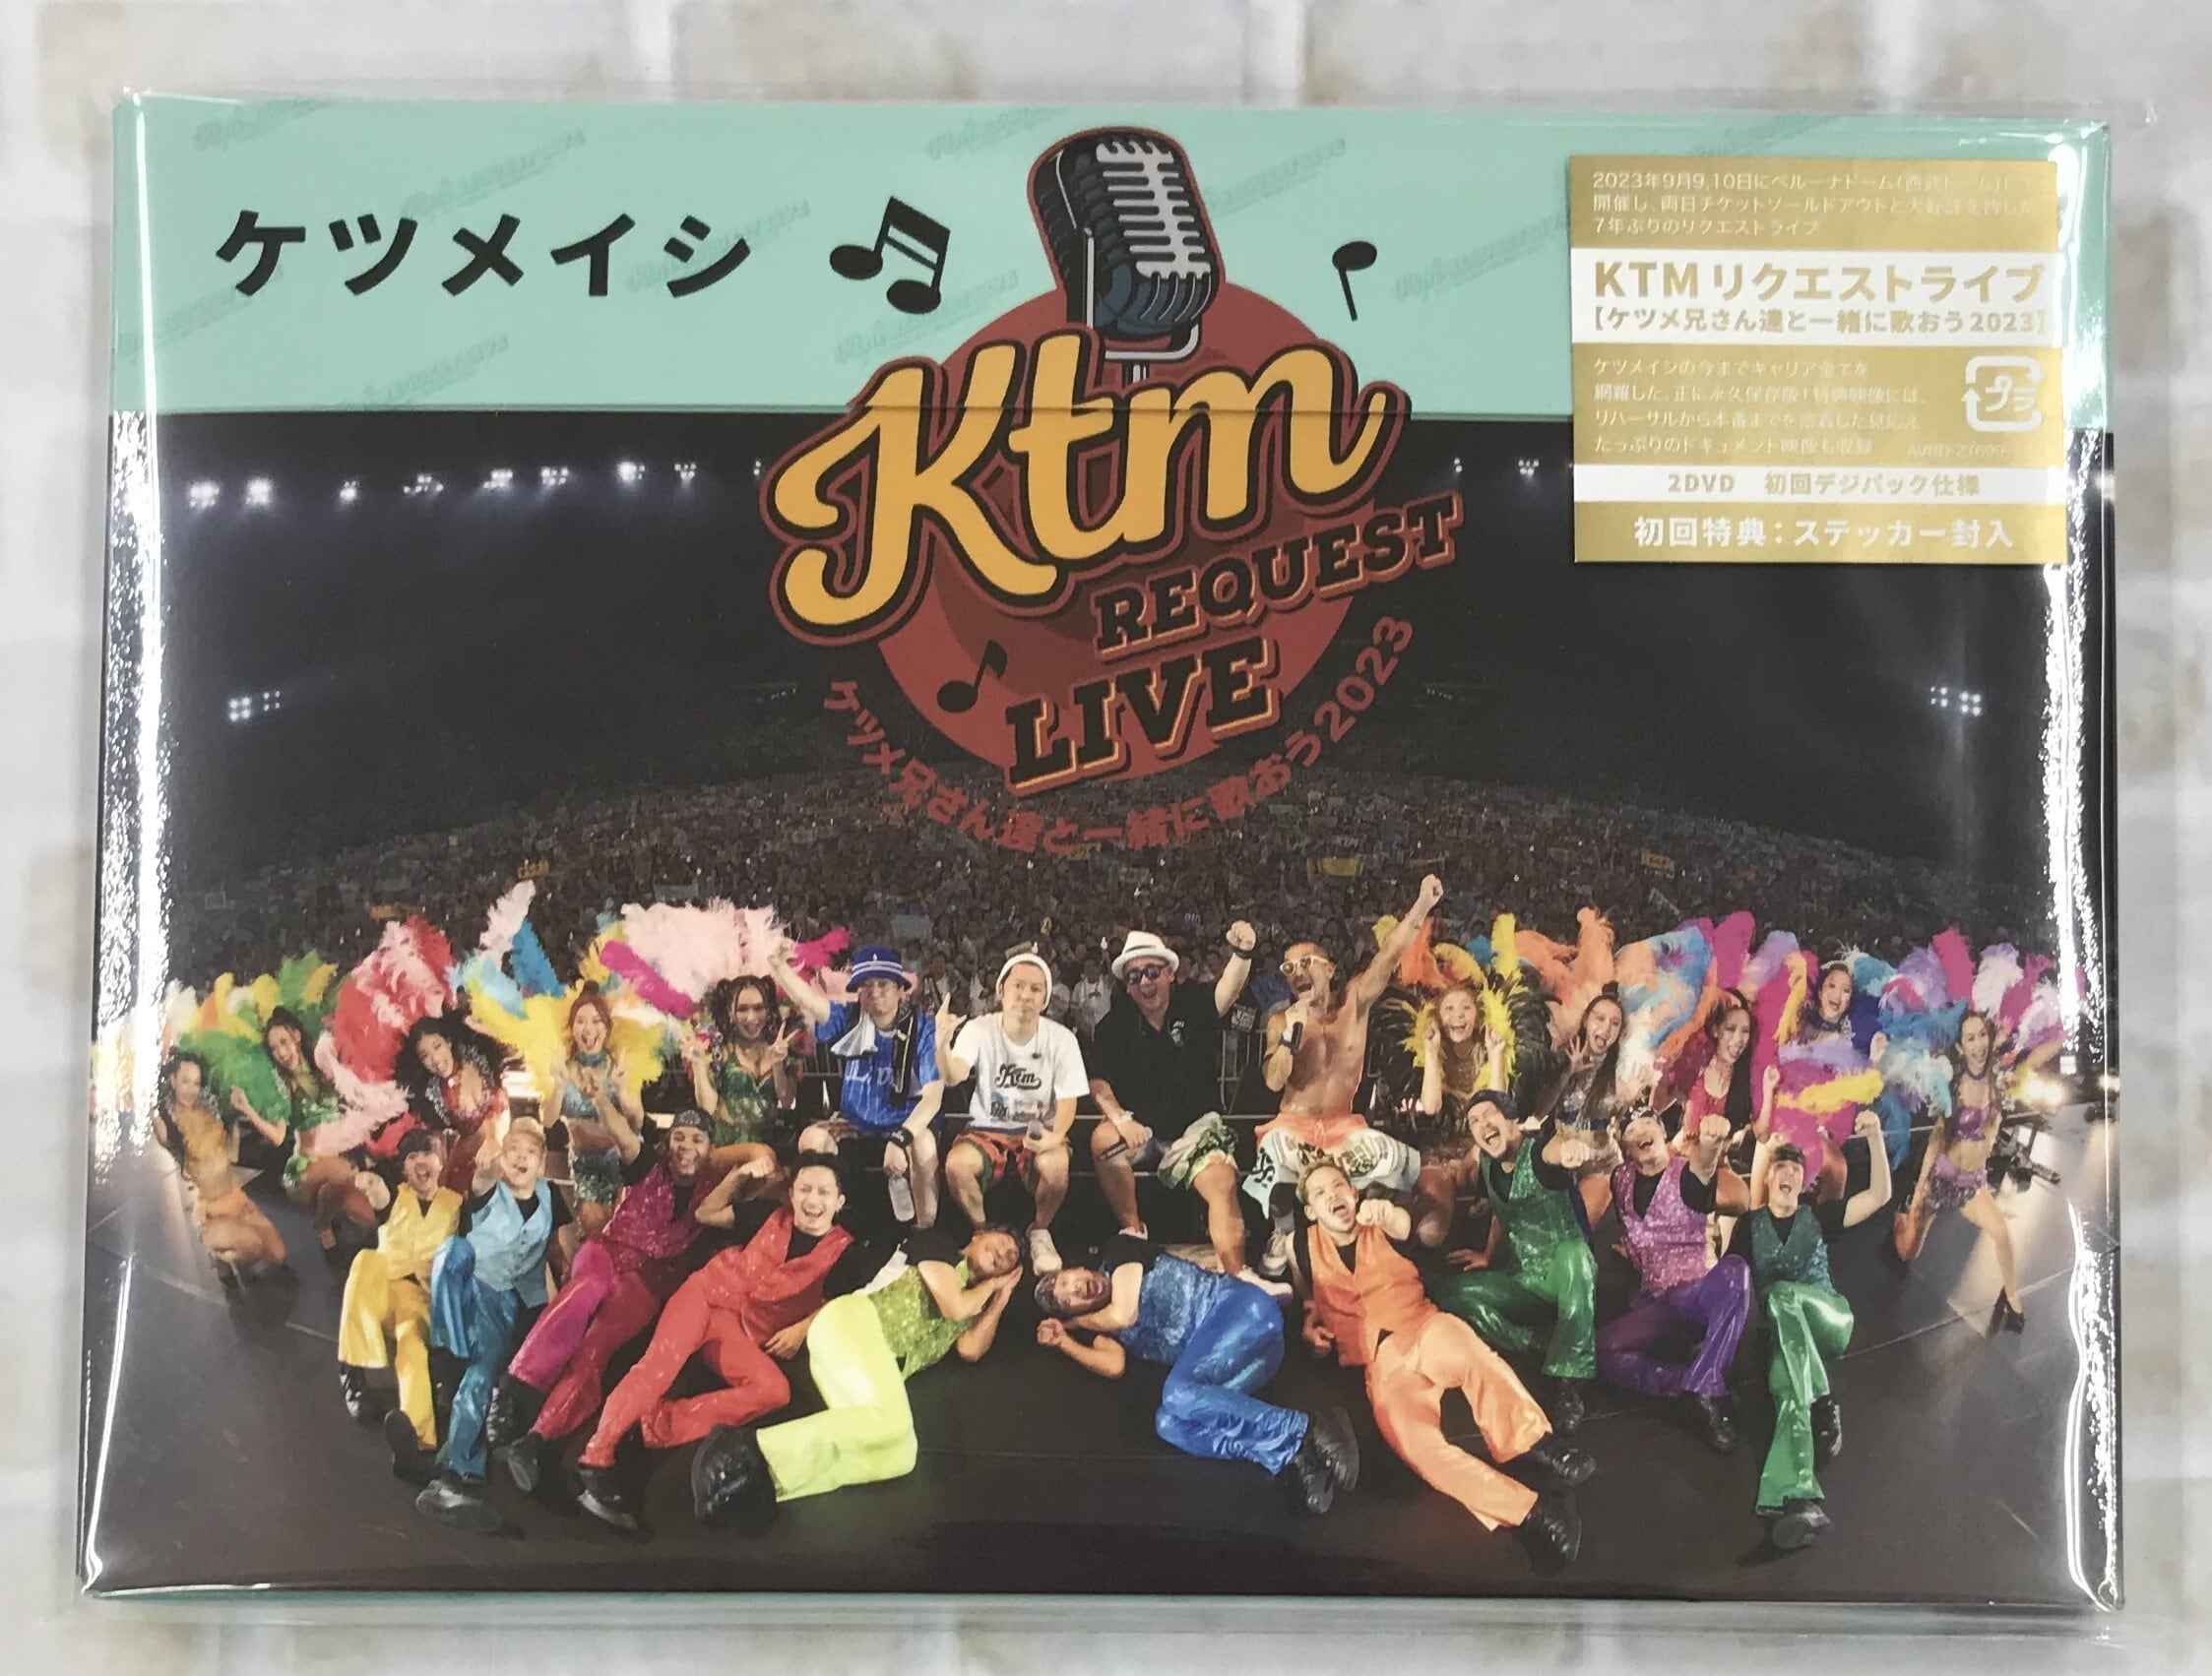 ケツメイシ
Ktm
REQUEST
LIVE
ケツメ兄さん達と一緒に歌おう2023
2023年9月9,10日にベルーナドーム(西武ドーム)にて
開催し、両日チケットソールドアウトと大好評を博した
7年ぶりのリクエストライブ
KTMリクエストライブ
【ケツメ兄さん達と一緒に歌おう2023】
ケツメイシの今までキャリア全てを
網羅した、正に永久保存版!特典映像には、
リハーサルから本番までを密着した見応え
たっぷりのドキュメント映像も収録
プラ
2DVD 初回デジパック仕様
初回特典:ステッカー封入
Ktm